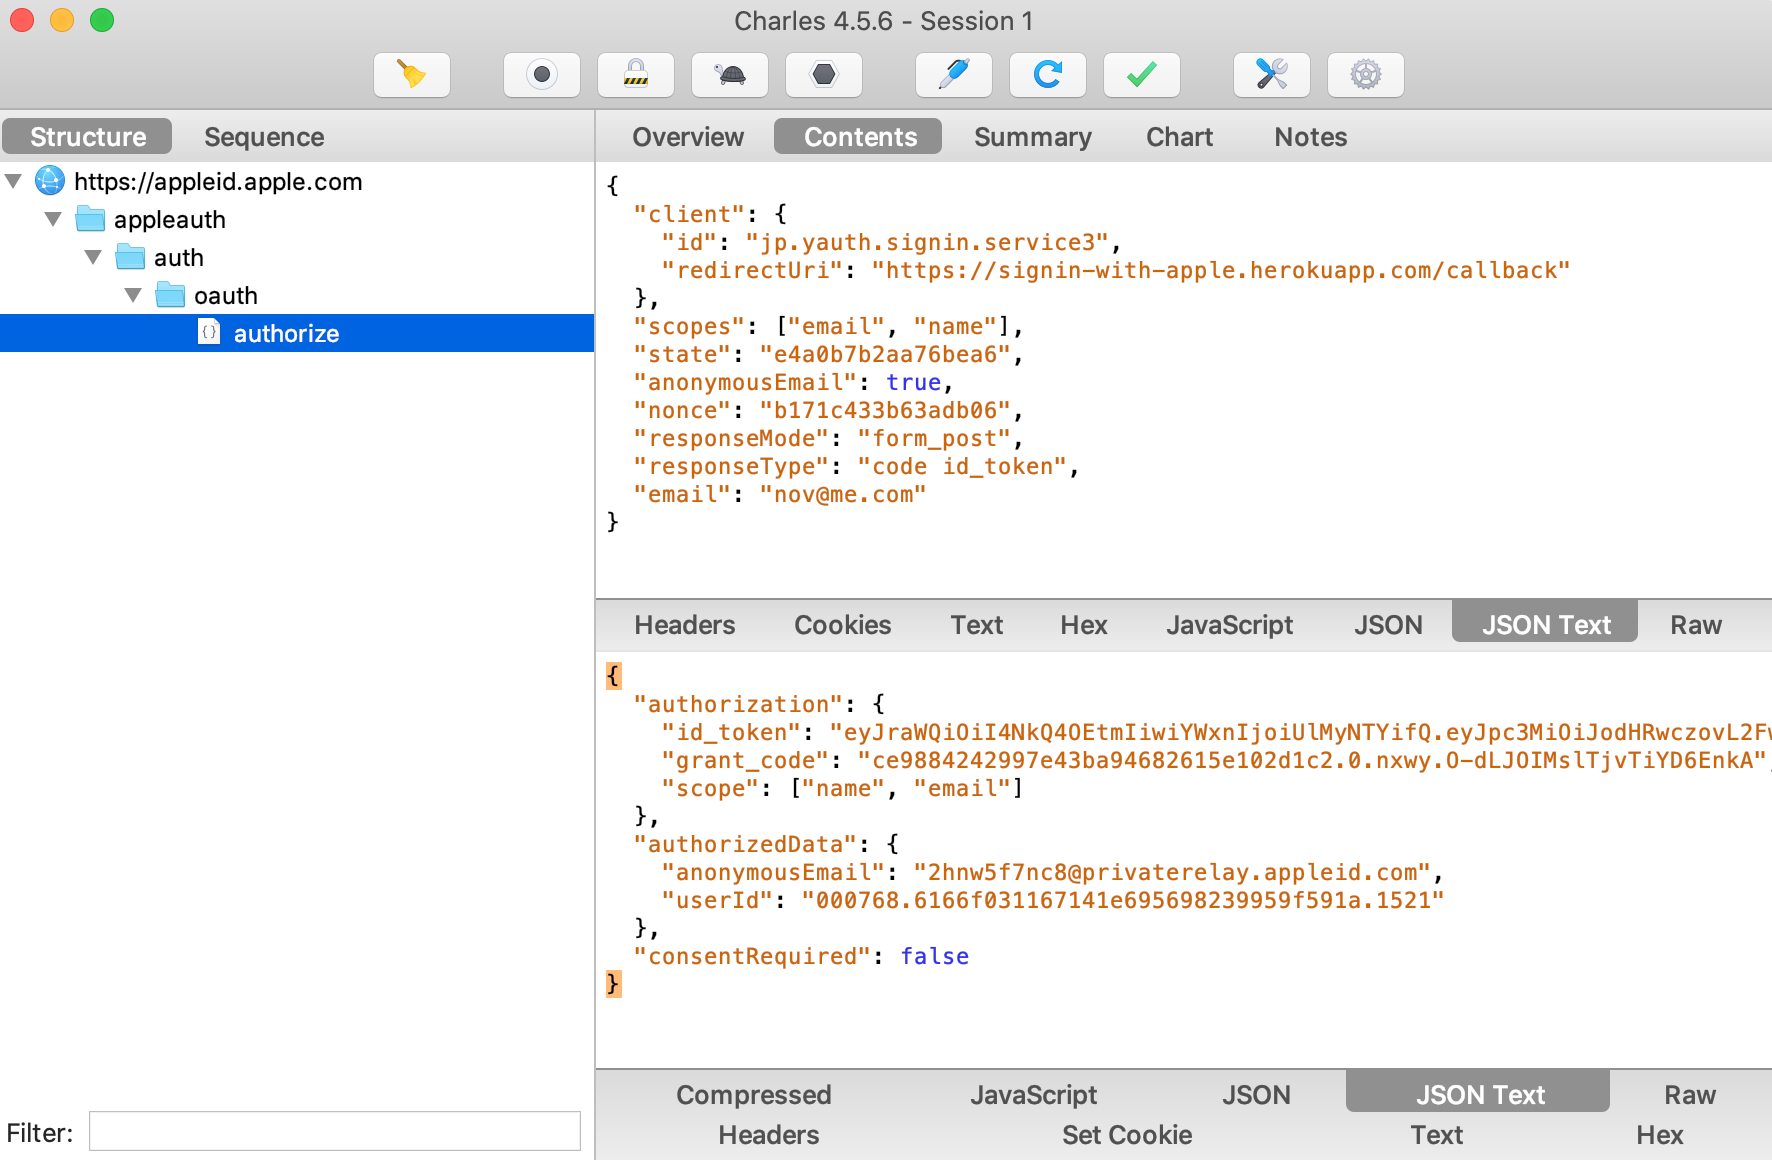 Charles 4.5.6 - Session 1
Structure
Sequence
https://appleid.apple.com
appleauth
auth
oauth
{} authorize
Filter:
Overview
Contents
Summary
Chart
Notes
{
"client": {
"id": "jp.yauth.signin.service3",
"redirectUri": "https://signin-with-apple.herokuapp.com/callback"
},
"scopes": ["email", "name"],
"state": "e4a0b7b2aa76bea6",
"anonymousEmail": true,
"nonce": "b171c433b63adb06",
"responseMode": "form_post",
"responseType": "code id_token",
"email": "nov@me.com"
}
Headers
Cookies
Text
Hex
JavaScript
JSON
JSON Text
Raw
{
"authorization": {
"id_token": "eyJraWQiOiI4NkQ4OEtmIiwiYWxnIjoiUlMyNTYifQ.eyJpc3MiOiJodHRwczovL2Fw
"grant_code": "ce9884242997e43ba94682615e102d1c2.0.nxwy.O-dLJOIMslTjvTiYD6EnkA",
"scope": ["name", "email"]
},
"authorizedData": {
"anonymousEmail": "2hnw5f7nc8@privaterelay.appleid.com",
"userId": "000768.6166f031167141e695698239959f591a.1521"
},
"consentRequired": false
}
Compressed
JavaScript
JSON
JSON Text
Raw
Headers
Set Cookie
Text
Hex